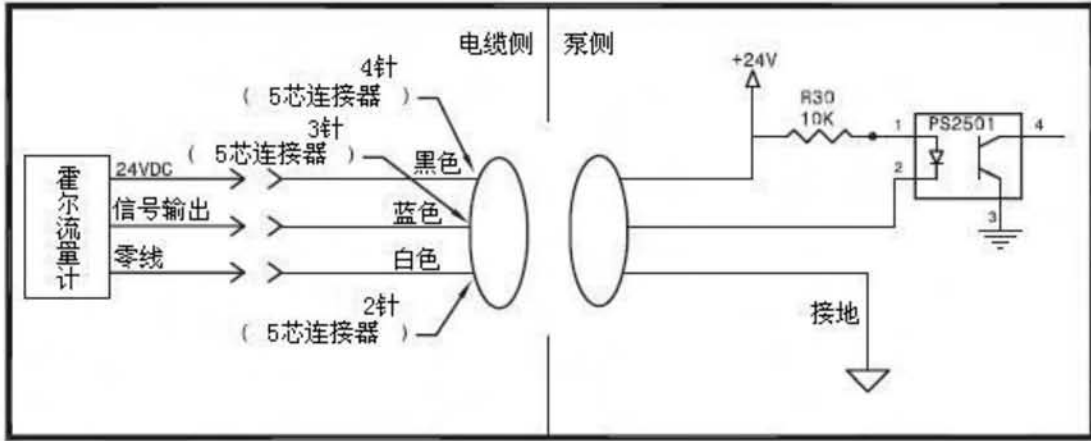 电缆侧
泵侧
4针
( 5芯连接器 )
3针
( 5芯连接器 )
霍尔流量计
24VDC
黑色
信号输出
蓝色
零线
白色
2针
( 5芯连接器 )
+24V
R30
10K
1
PS2501
4
2
3
接地